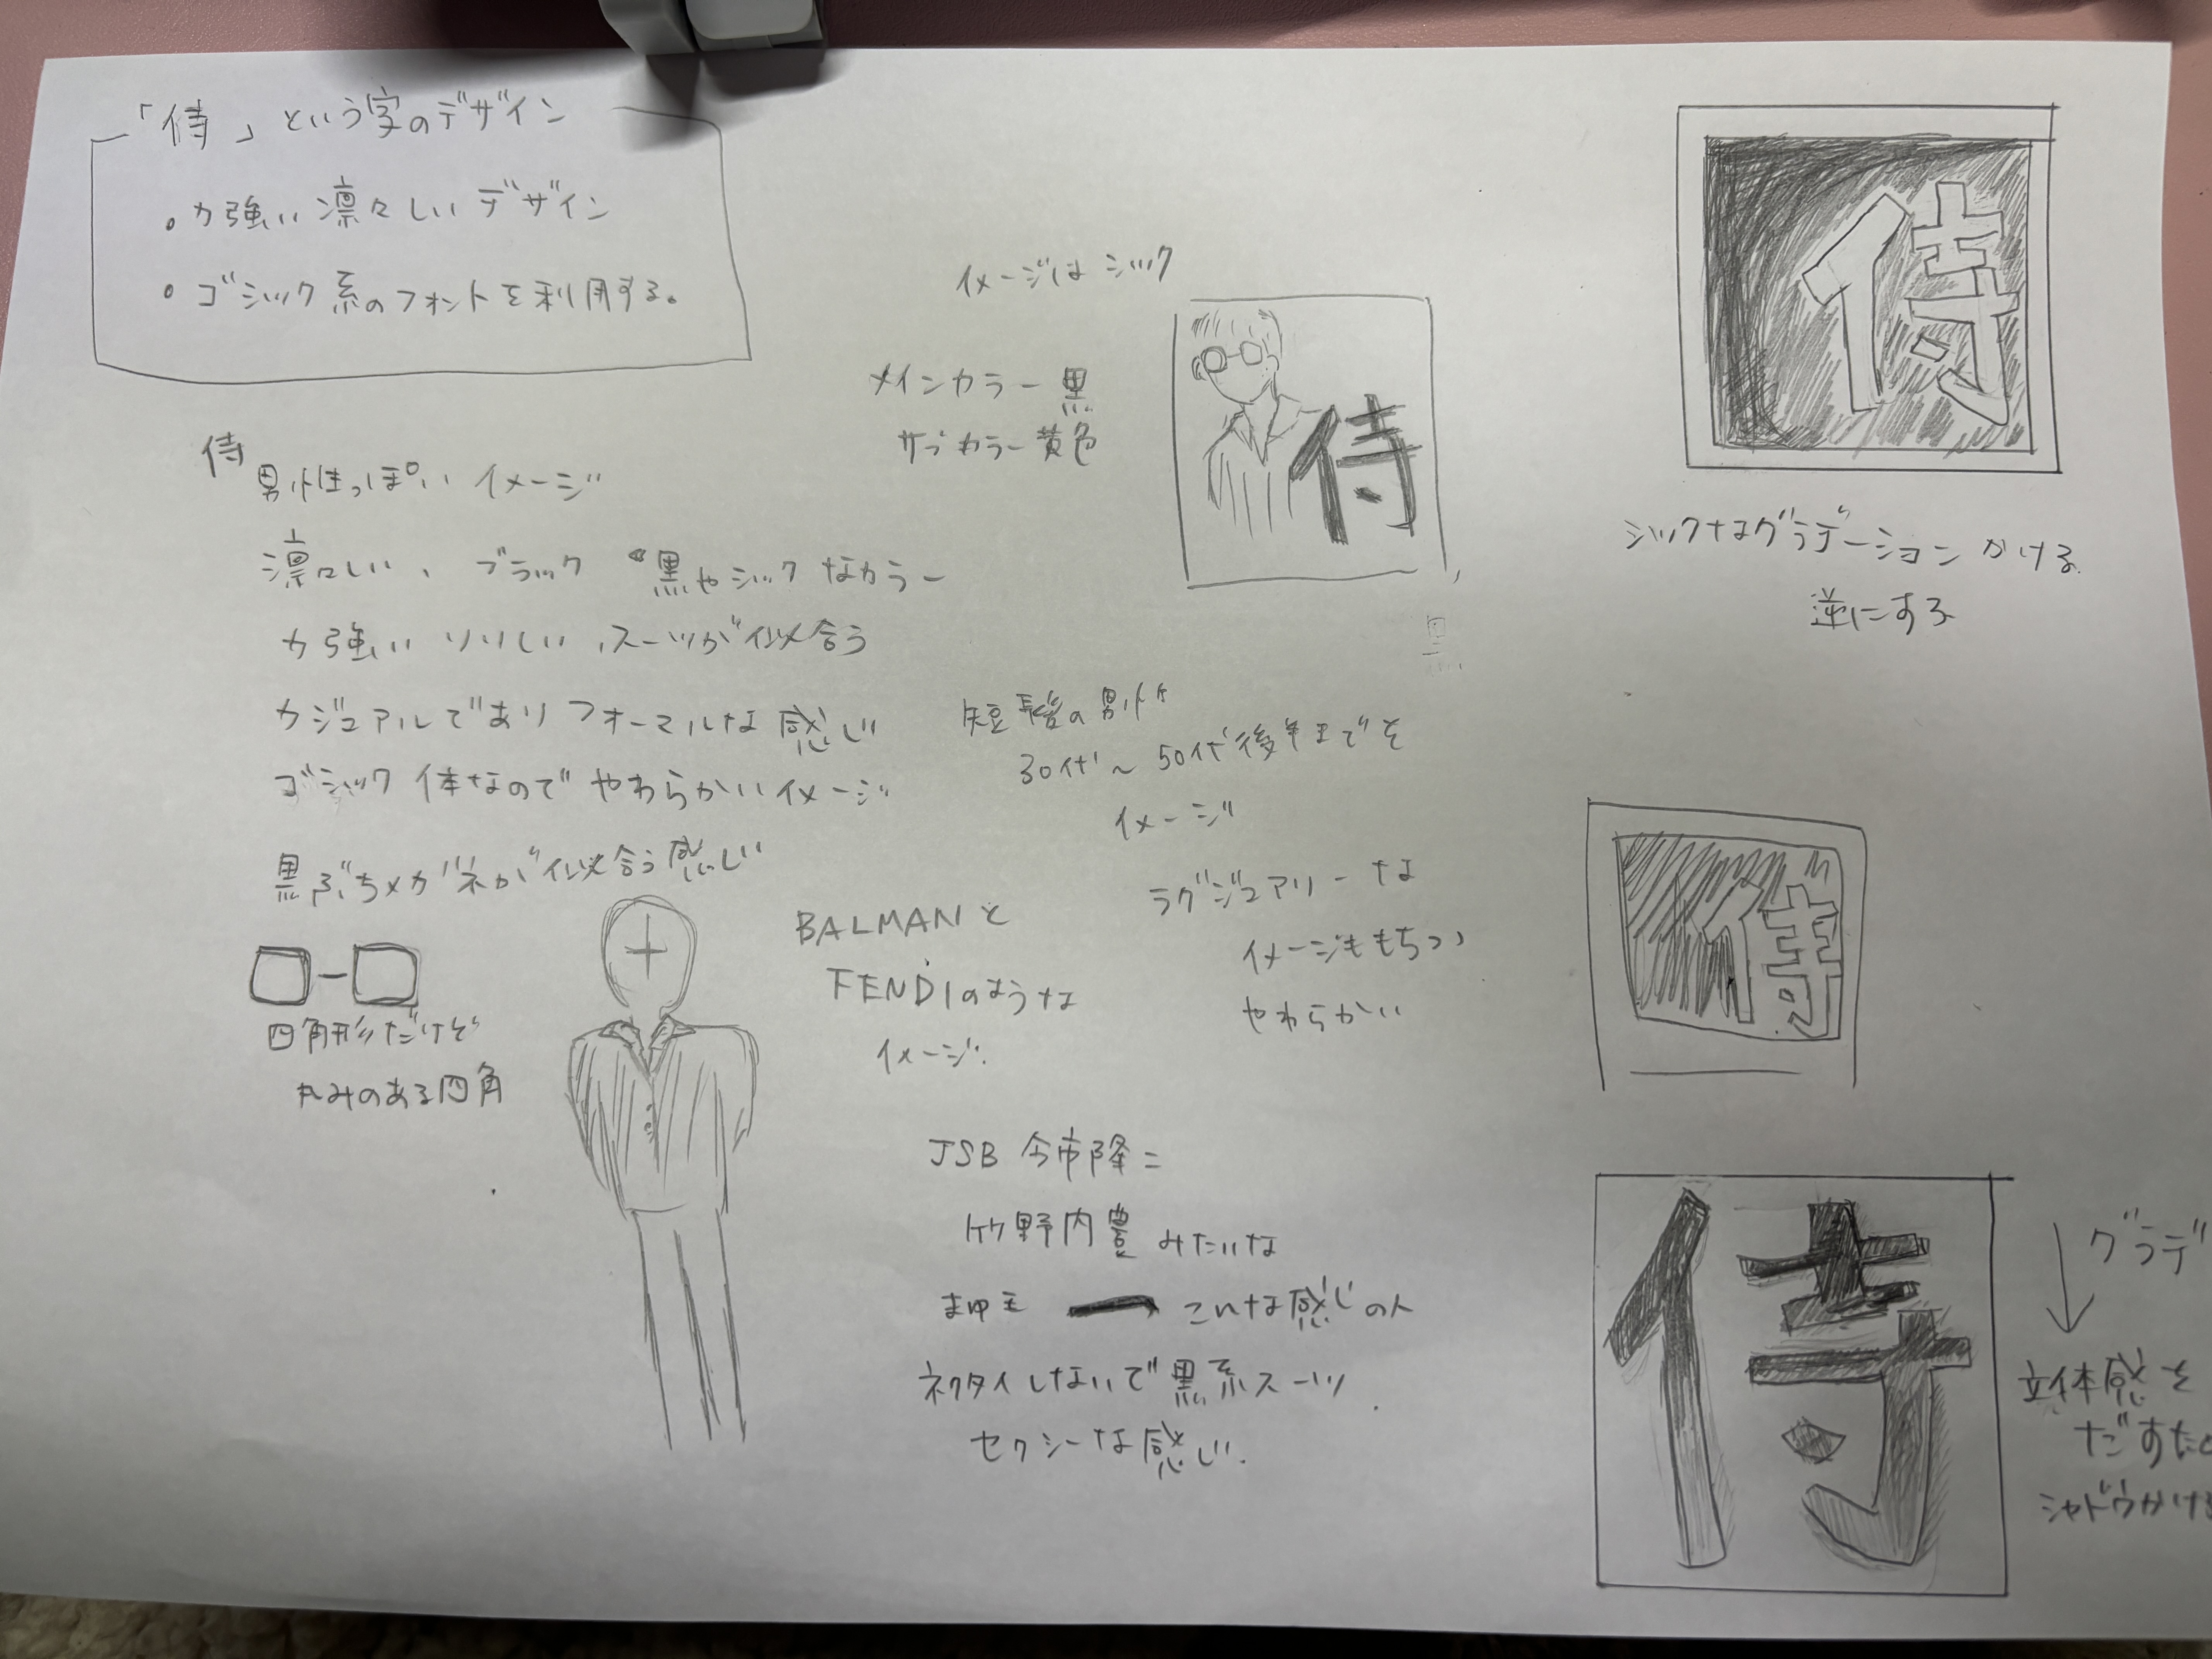 「侍」という字のデザイン
・力強い凛々しいデザイン
・ゴシック系のフォントを利用する。
侍
男性っぽいイメージ
凛々しい、ブラック 黒やシックなカラー
力強い りりしい、スーツが似合う
カジュアルでありフォーマルな感じ
ゴシック体なのでやわらかいイメージ
黒ぶちメガネが似合う感じ
四角形だけど
丸みのある四角
イメージはシック
メインカラー黒
サブカラー黄色
侍
黒
短髪の男性
30代〜50代後半までを
イメージ
ラグジュアリーな
イメージももちつつ
やわらかい
BALMANと
FENDIのような
イメージ.
JSB 今市隆二
竹野内豊みたいな
まゆ毛 こんな感じの人
ネクタイしないで黒系スーツ
セクシーな感じ.
侍
シックなグラデーションかける
逆にする
侍
侍
グラデ
立体感を
だすため
シャドウかける